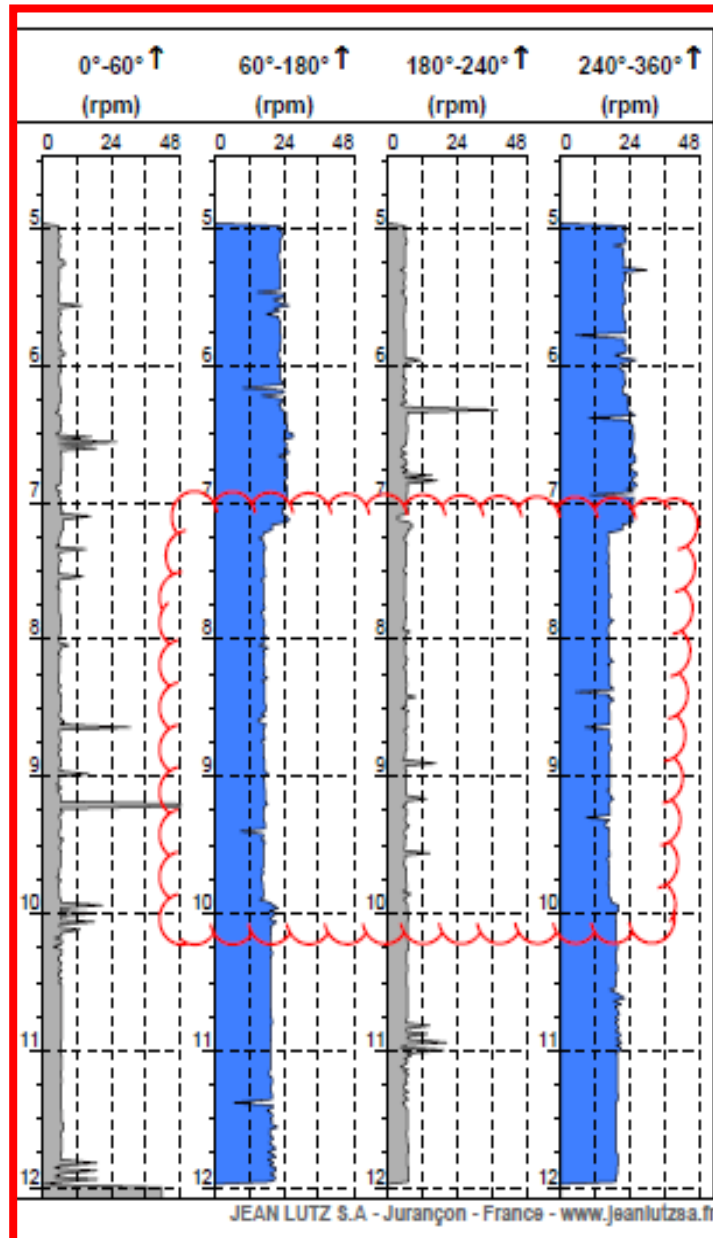 0°-60° ↑ 60°-180° ↑ 180°-240° ↑ 240°-360° ↑
(rpm) (rpm) (rpm) (rpm)
0 24 48 0 24 48 0 24 48 0 24 48
5 5 5 5
6 6 6 6
7 7 7 7
8 8 8 8
9 9 9 9
10 10 10 10
11 11 11 11
12 12 12 12
JEAN LUTZ S.A - Jurançon - France - www.jeanlutzsa.fr